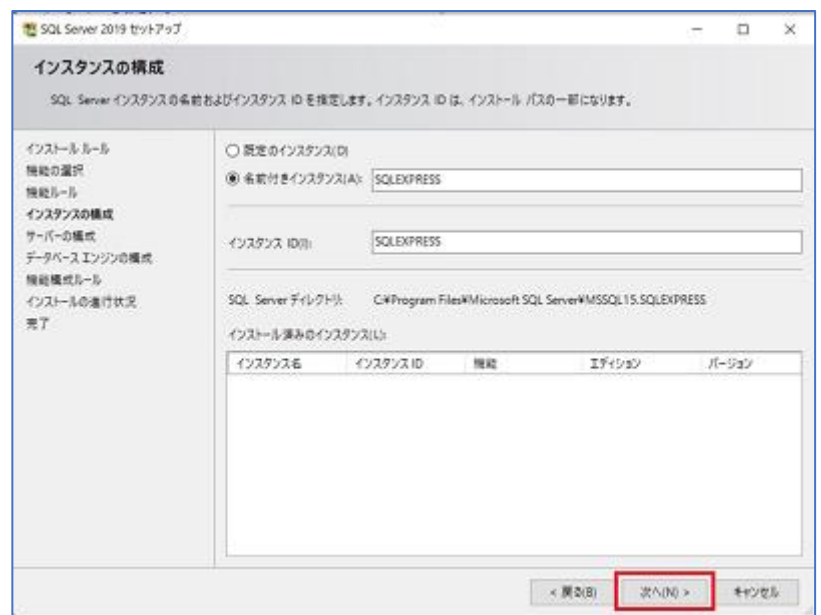 SQL Server 2019 セットアップ
インスタンスの構成
SQL Server インスタンスの名前およびインスタンス ID を指定します。インスタンス ID は、インストール パスの一部になります。
インストール ルール
機能の選択
機能ルール
インスタンスの構成
サーバーの構成
データベース エンジンの構成
機能構成ルール
インストールの進行状況
完了
既定のインスタンス(D)
名前付きインスタンス(A): SQLEXPRESS
インスタンス ID(I): SQLEXPRESS
SQL Server ディレクトリ: C:¥Program Files¥Microsoft SQL Server¥MSSQL15.SQLEXPRESS
インストール済みのインスタンス(L):
インスタンス名 インスタンス ID 機能 エディション バージョン
< 戻る(B) 次へ(N) > キャンセル